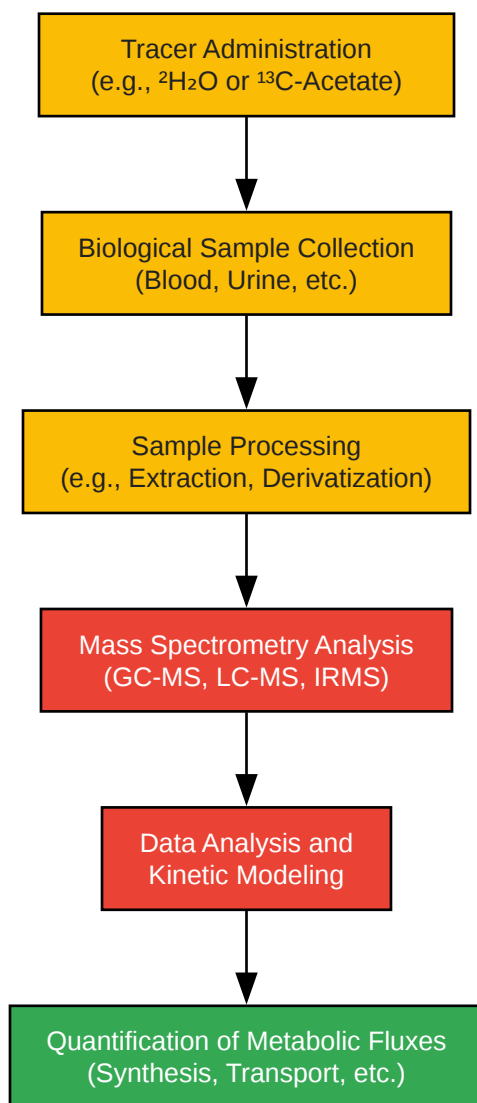 Tracer Administration
(e.g., ²H₂O or ¹³C-Acetate)
Biological Sample Collection
(Blood, Urine, etc.)
Sample Processing
(e.g., Extraction, Derivatization)
Mass Spectrometry Analysis
(GC-MS, LC-MS, IRMS)
Data Analysis and
Kinetic Modeling
Quantification of Metabolic Fluxes
(Synthesis, Transport, etc.)